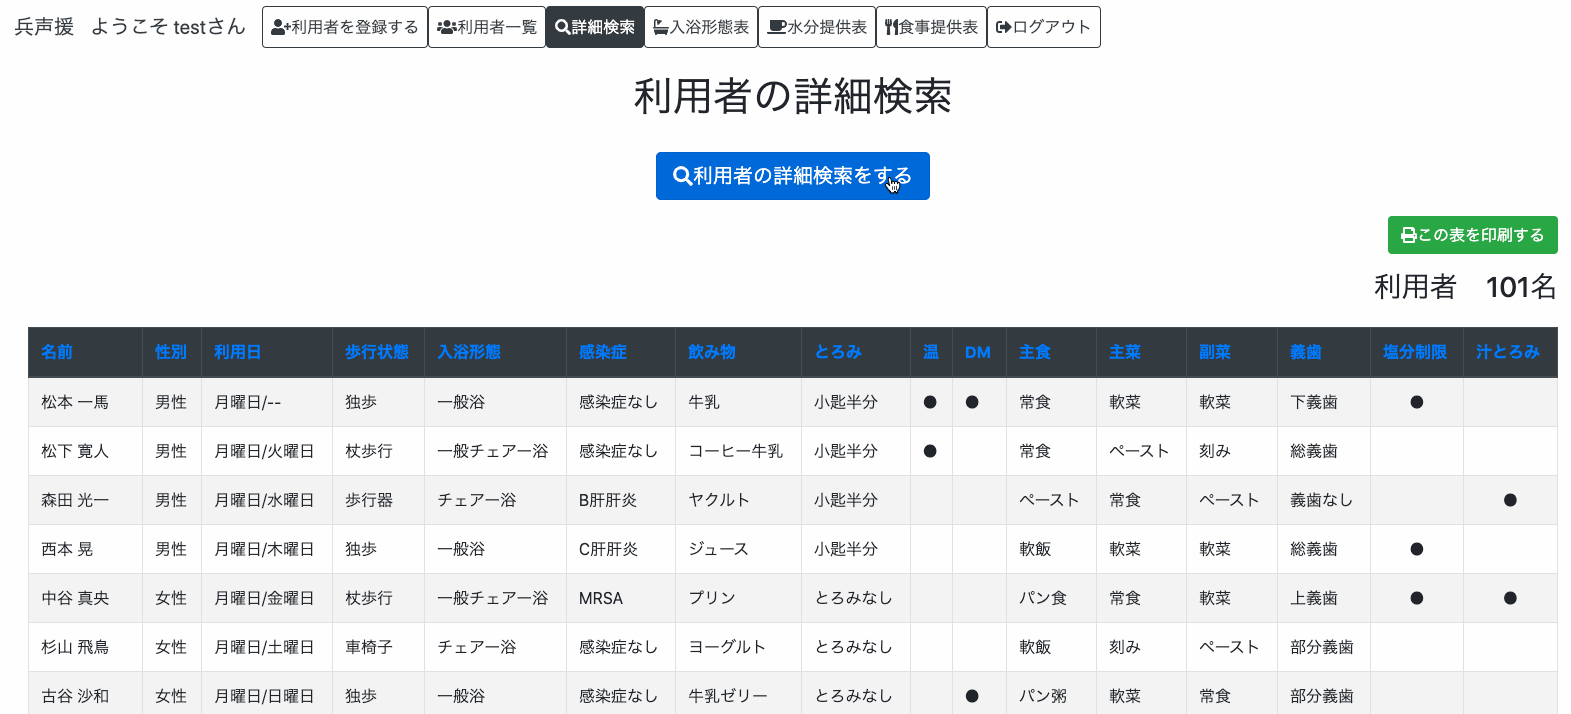 兵声援 ようこそ testさん 利用者を登録する 利用者一覧 詳細検索 入浴形態表 水分提供表 食事提供表 ログアウト
利用者の詳細検索
利用者の詳細検索をする
この表を印刷する
利用者 101名
名前 性別 利用日 歩行状態 入浴形態 感染症 飲み物 とろみ 温 DM 主食 主菜 副菜 義歯 塩分制限 汁とろみ
松本 一馬 男性 月曜日/-- 独歩 一般浴 感染症なし 牛乳 小匙半分 ● ● 常食 軟菜 軟菜 下義歯 ●
松下 寛人 男性 月曜日/火曜日 杖歩行 一般チェアー浴 感染症なし コーヒー牛乳 小匙半分 ● 常食 ペースト 刻み 総義歯
森田 光一 男性 月曜日/水曜日 歩行器 チェアー浴 B肝肝炎 ヤクルト 小匙半分 ペースト 常食 ペースト 義歯なし ●
西本 晃 男性 月曜日/木曜日 独歩 一般浴 C肝肝炎 ジュース 小匙半分 軟飯 軟菜 軟菜 総義歯 ●
中谷 真央 女性 月曜日/金曜日 杖歩行 一般チェアー浴 MRSA プリン とろみなし パン食 常食 軟菜 上義歯 ● ●
杉山 飛鳥 女性 月曜日/土曜日 車椅子 チェアー浴 感染症なし ヨーグルト とろみなし 軟飯 刻み ペースト 部分義歯
古谷 沙和 女性 月曜日/日曜日 独歩 一般浴 感染症なし 牛乳ゼリー とろみなし ● パン粥 軟菜 常食 部分義歯